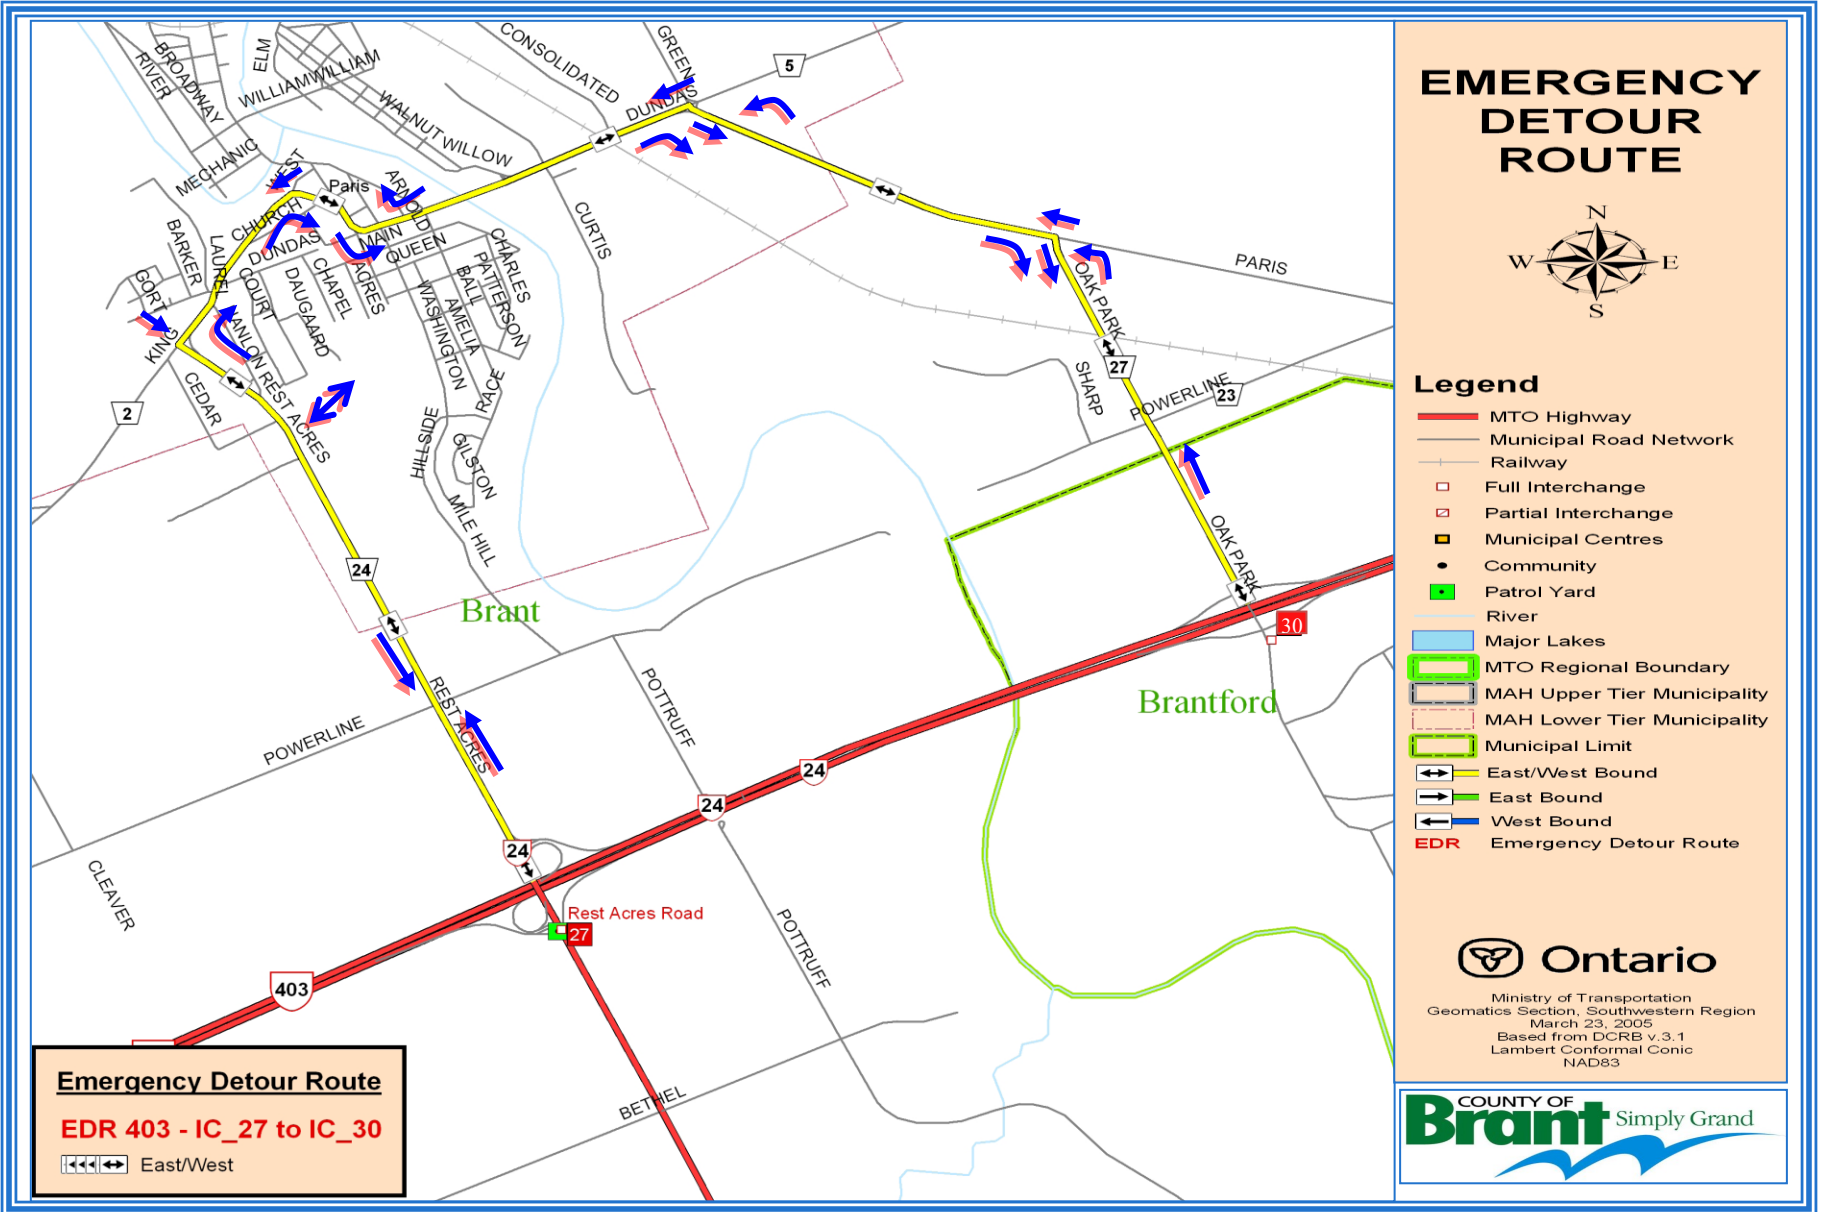 EMERGENCY
DETOUR
ROUTE
N
W
E
S
Legend
MTO Highway
Municipal Road Network
Railway
Full Interchange
Partial Interchange
Municipal Centres
Community
Patrol Yard
River
Major Lakes
MTO Regional Boundary
MAH Upper Tier Municipality
MAH Lower Tier Municipality
Municipal Limit
East/West Bound
East Bound
West Bound
EDR Emergency Detour Route
Ontario
Ministry of Transportation
Geomatics Section, Southwestern Region
March 23, 2005
Based from DCRB v.3.1
Lambert Conformal Conic
NAD83
COUNTY OF
Brant Simply Grand
BROADWAY
RIVER
ELM
WILLIAM
WILLIAM
CONSOLIDATED
GREEN
5
WALNUT
WILLOW
DUNDAS
MECHANIC
WEST
Paris
ARNOLD
CHURCH
DUNDAS
MAIN
QUEEN
CURTIS
BARKER
LAUREL
GORT
COURT
DAUGAARD
CHAPEL
ACRES
WASHINGTON
AMELIA
BALL
PATTERSON
CHARLES
KING
HANLON
REST ACRES
CEDAR
2
RACE
HILLSIDE
GILSTON
MILE HILL
PARIS
OAK PARK
27
SHARP
POWERLINE
23
OAK PARK
24
Brant
30
Brantford
REST ACRES
POWERLINE
POTTRUFF
24
24
24
CLEAVER
Rest Acres Road
27
403
POTTRUFF
BETHEL
Emergency Detour Route
EDR 403 - IC_27 to IC_30
East/West